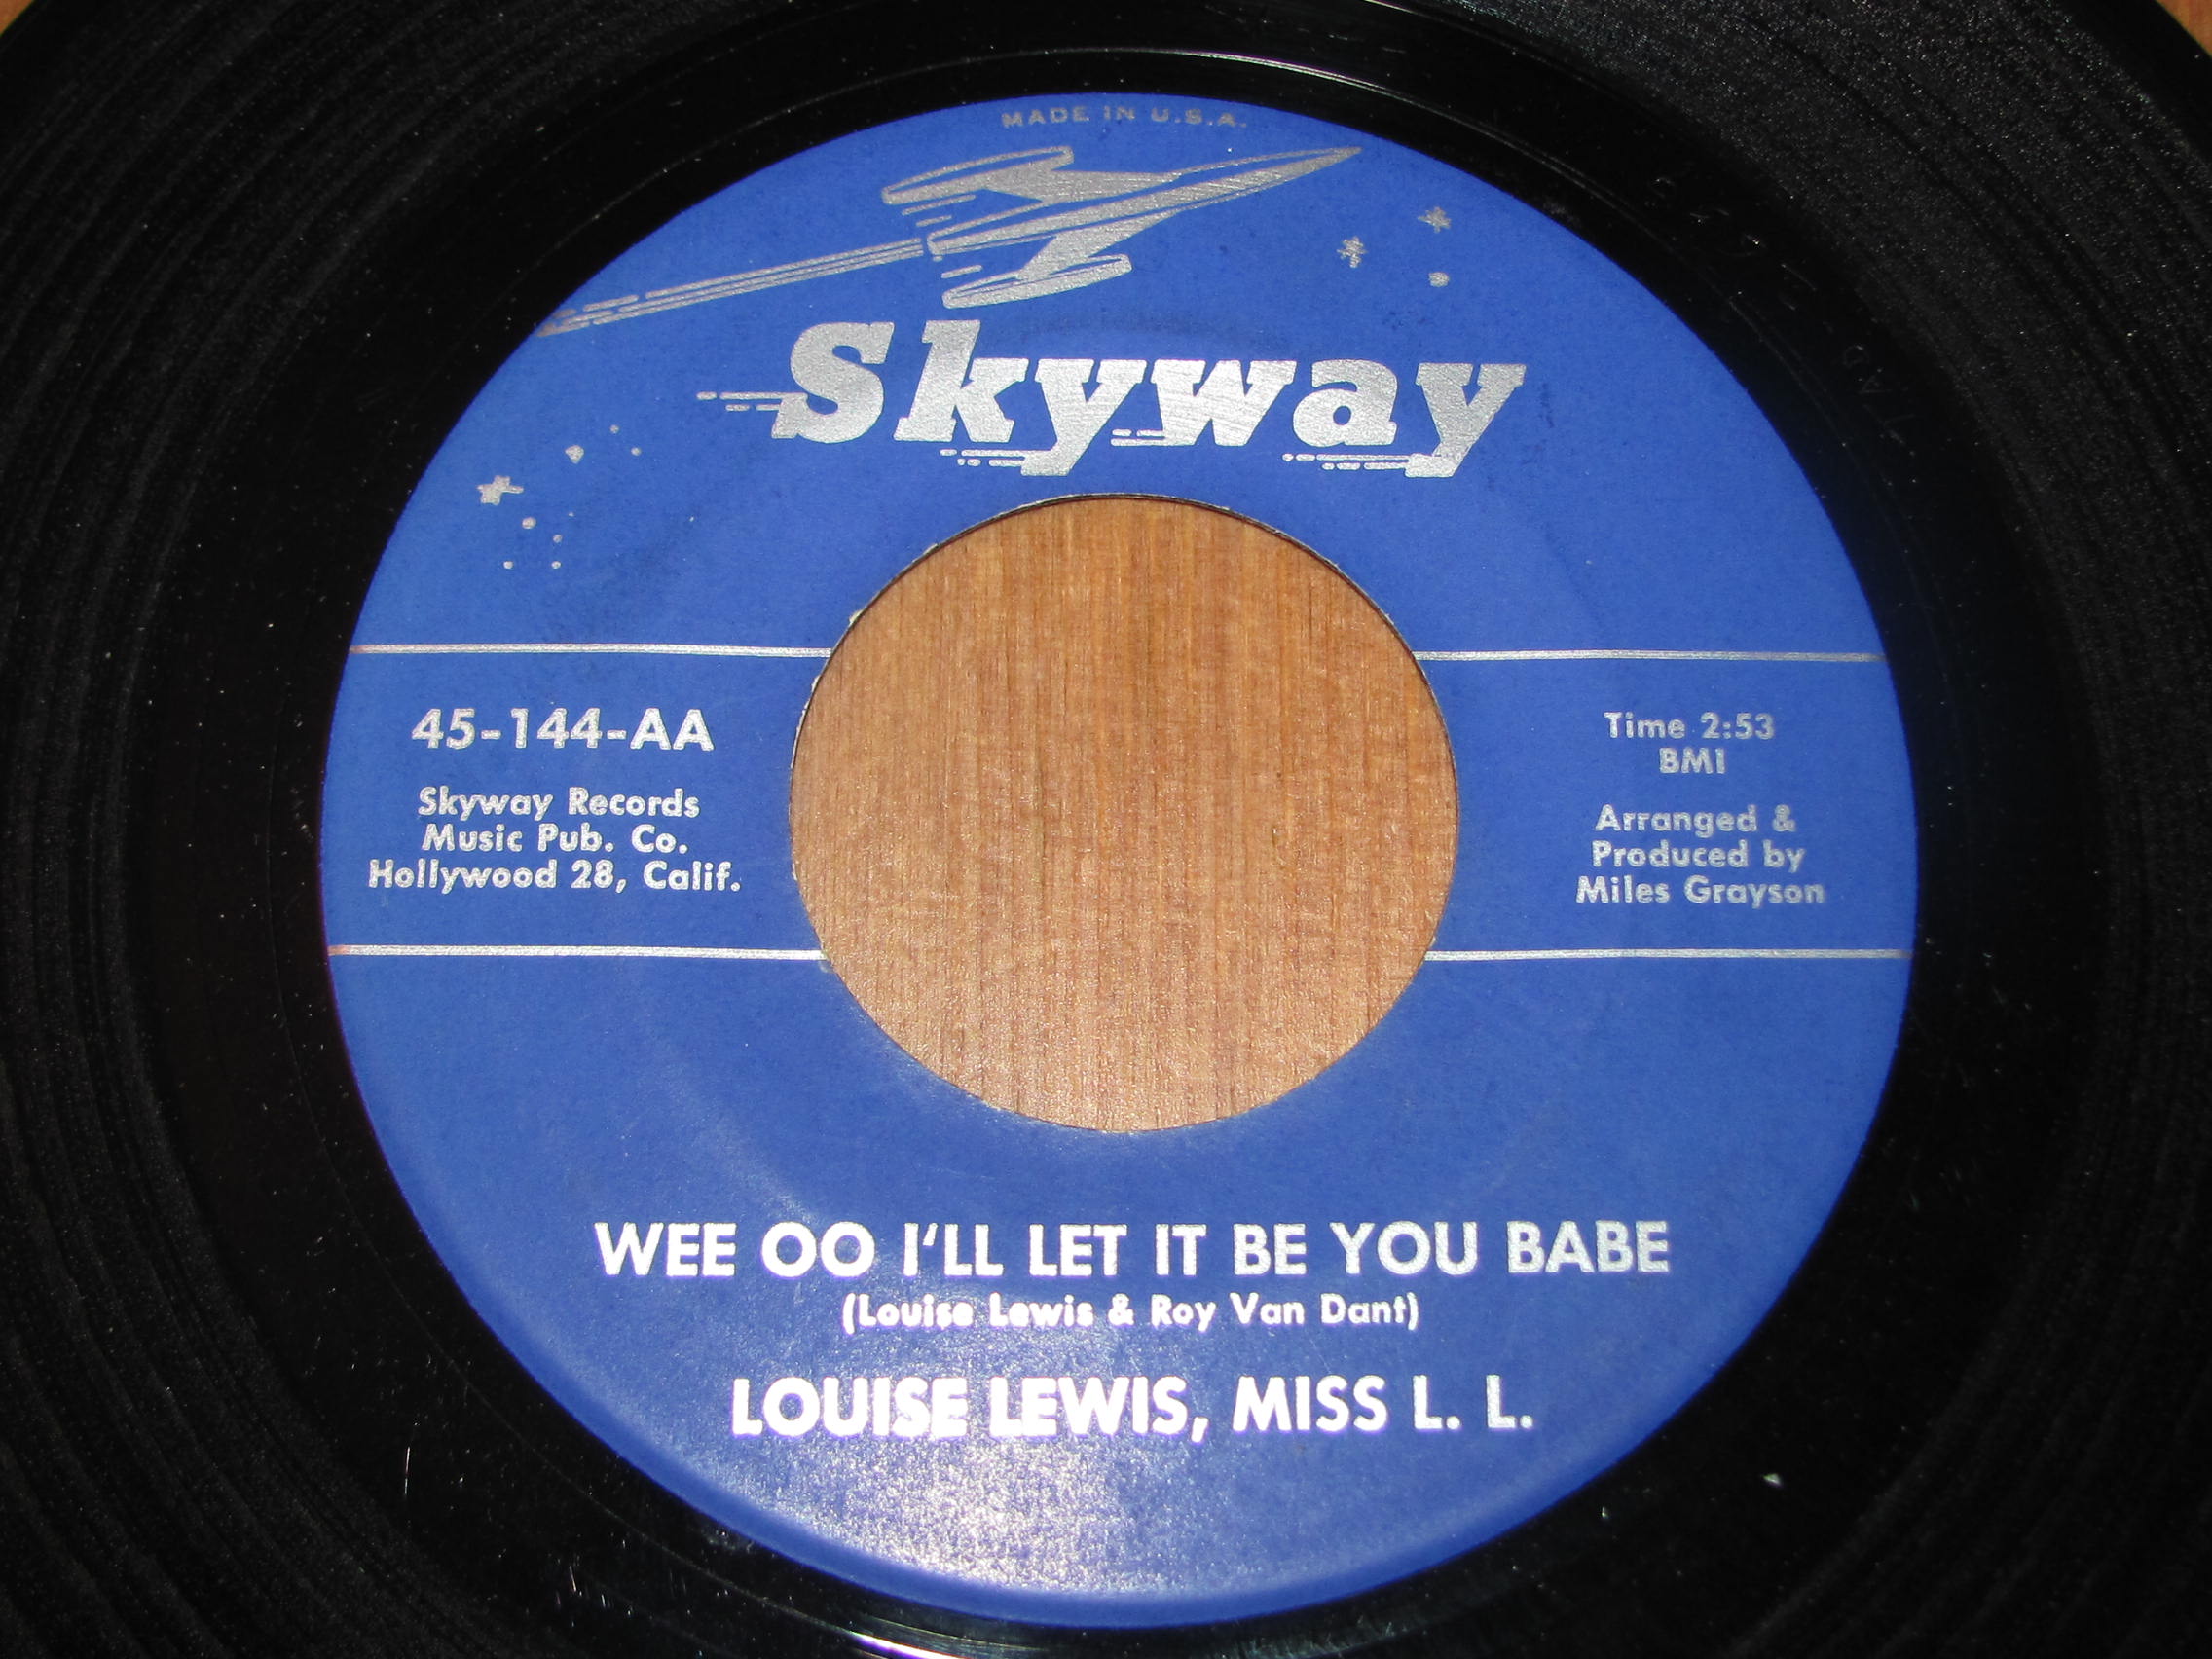 MADE IN U.S.A.
Skyway
45-144-AA
Skyway Records
Music Pub. Co.
Hollywood 28, Calif.
Time 2:53
BMI
Arranged &
Produced by
Miles Grayson
WEE OO I'LL LET IT BE YOU BABE
(Louise Lewis & Roy Van Dant)
LOUISE LEWIS, MISS L. L.